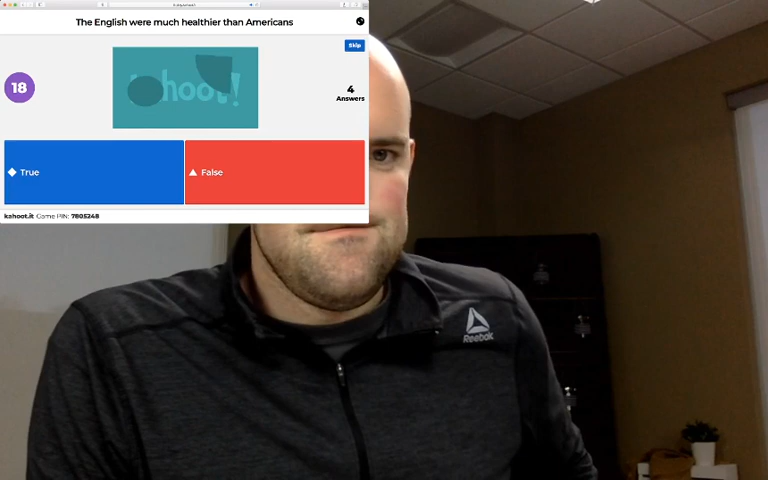 The English were much healthier than Americans
Skip
18
kahoot!
4
Answers
True
False
kahoot.it Game PIN: 7805248
Reebok